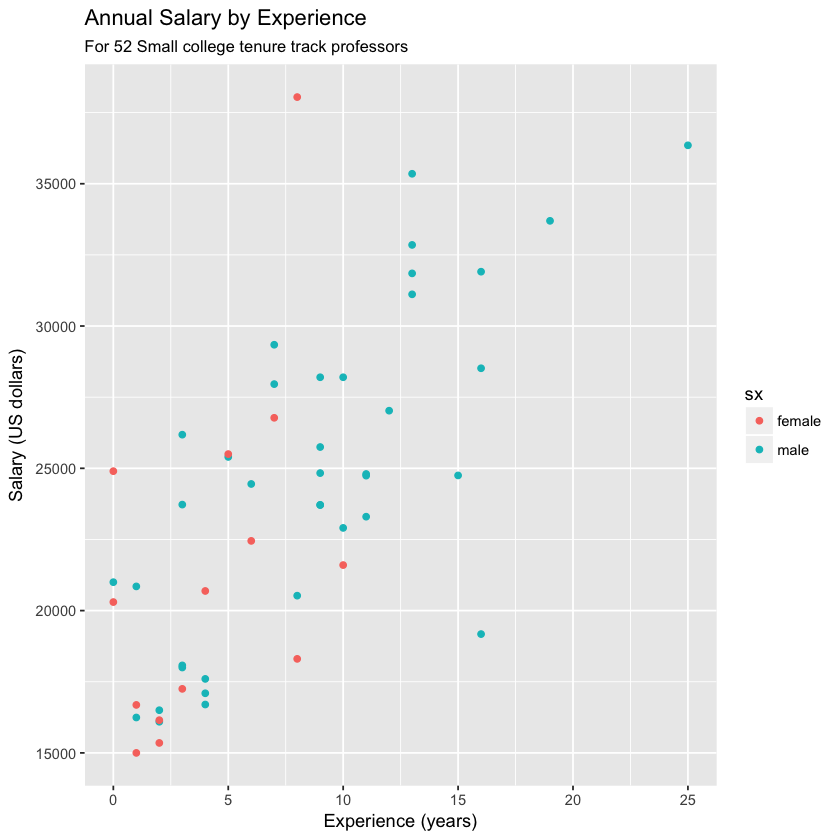 Annual Salary by Experience
For 52 Small college tenure track professors
Salary (US dollars)
35000
30000
25000
20000
15000
0 5 10 15 20 25
Experience (years)
sx
female
male